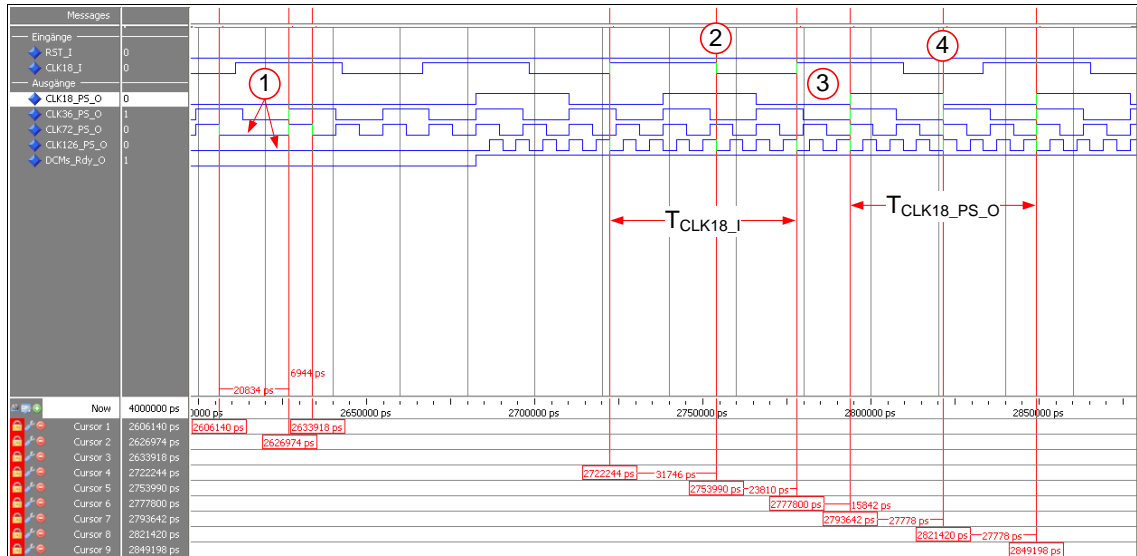 Messages
Eingänge
RST_I 0
CLK18_I 0
Ausgänge
CLK18_PS_O 0
CLK36_PS_O 1
CLK72_PS_O 0
CLK126_PS_O 0
DCMs_Rdy_O 1
1
2
3
4
TCLK18_I
TCLK18_PS_O
6944 ps
20834 ps
Now 4000000 ps 2650000 ps 2700000 ps 2750000 ps 2800000 ps 2850000 ps
Cursor 1 2606140 ps 2606140 ps 2633918 ps
Cursor 2 2626974 ps 2626974 ps
Cursor 3 2633918 ps
Cursor 4 2722244 ps 2722244 ps 31746 ps
Cursor 5 2753990 ps 2753990 ps 23810 ps
Cursor 6 2777800 ps 2777800 ps 15842 ps
Cursor 7 2793642 ps 2793642 ps 27778 ps
Cursor 8 2821420 ps 2821420 ps 27778 ps
Cursor 9 2849198 ps 2849198 ps